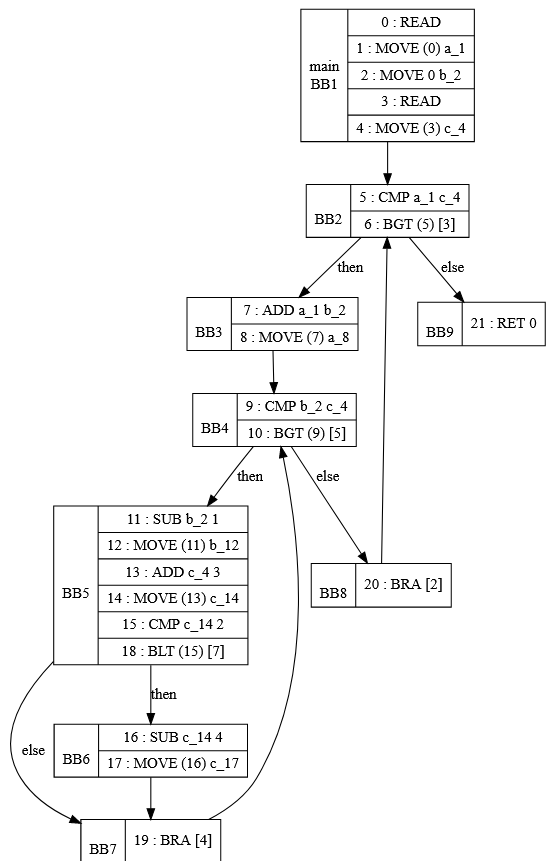 main
BB1
0 : READ
1 : MOVE (0) a_1
2 : MOVE 0 b_2
3 : READ
4 : MOVE (3) c_4
BB2
5 : CMP a_1 c_4
6 : BGT (5) [3]
then
else
BB3
7 : ADD a_1 b_2
8 : MOVE (7) a_8
BB9
21 : RET 0
BB4
9 : CMP b_2 c_4
10 : BGT (9) [5]
then
else
BB5
11 : SUB b_2 1
12 : MOVE (11) b_12
13 : ADD c_4 3
14 : MOVE (13) c_14
15 : CMP c_14 2
18 : BLT (15) [7]
BB8
20 : BRA [2]
then
else
BB6
16 : SUB c_14 4
17 : MOVE (16) c_17
BB7
19 : BRA [4]